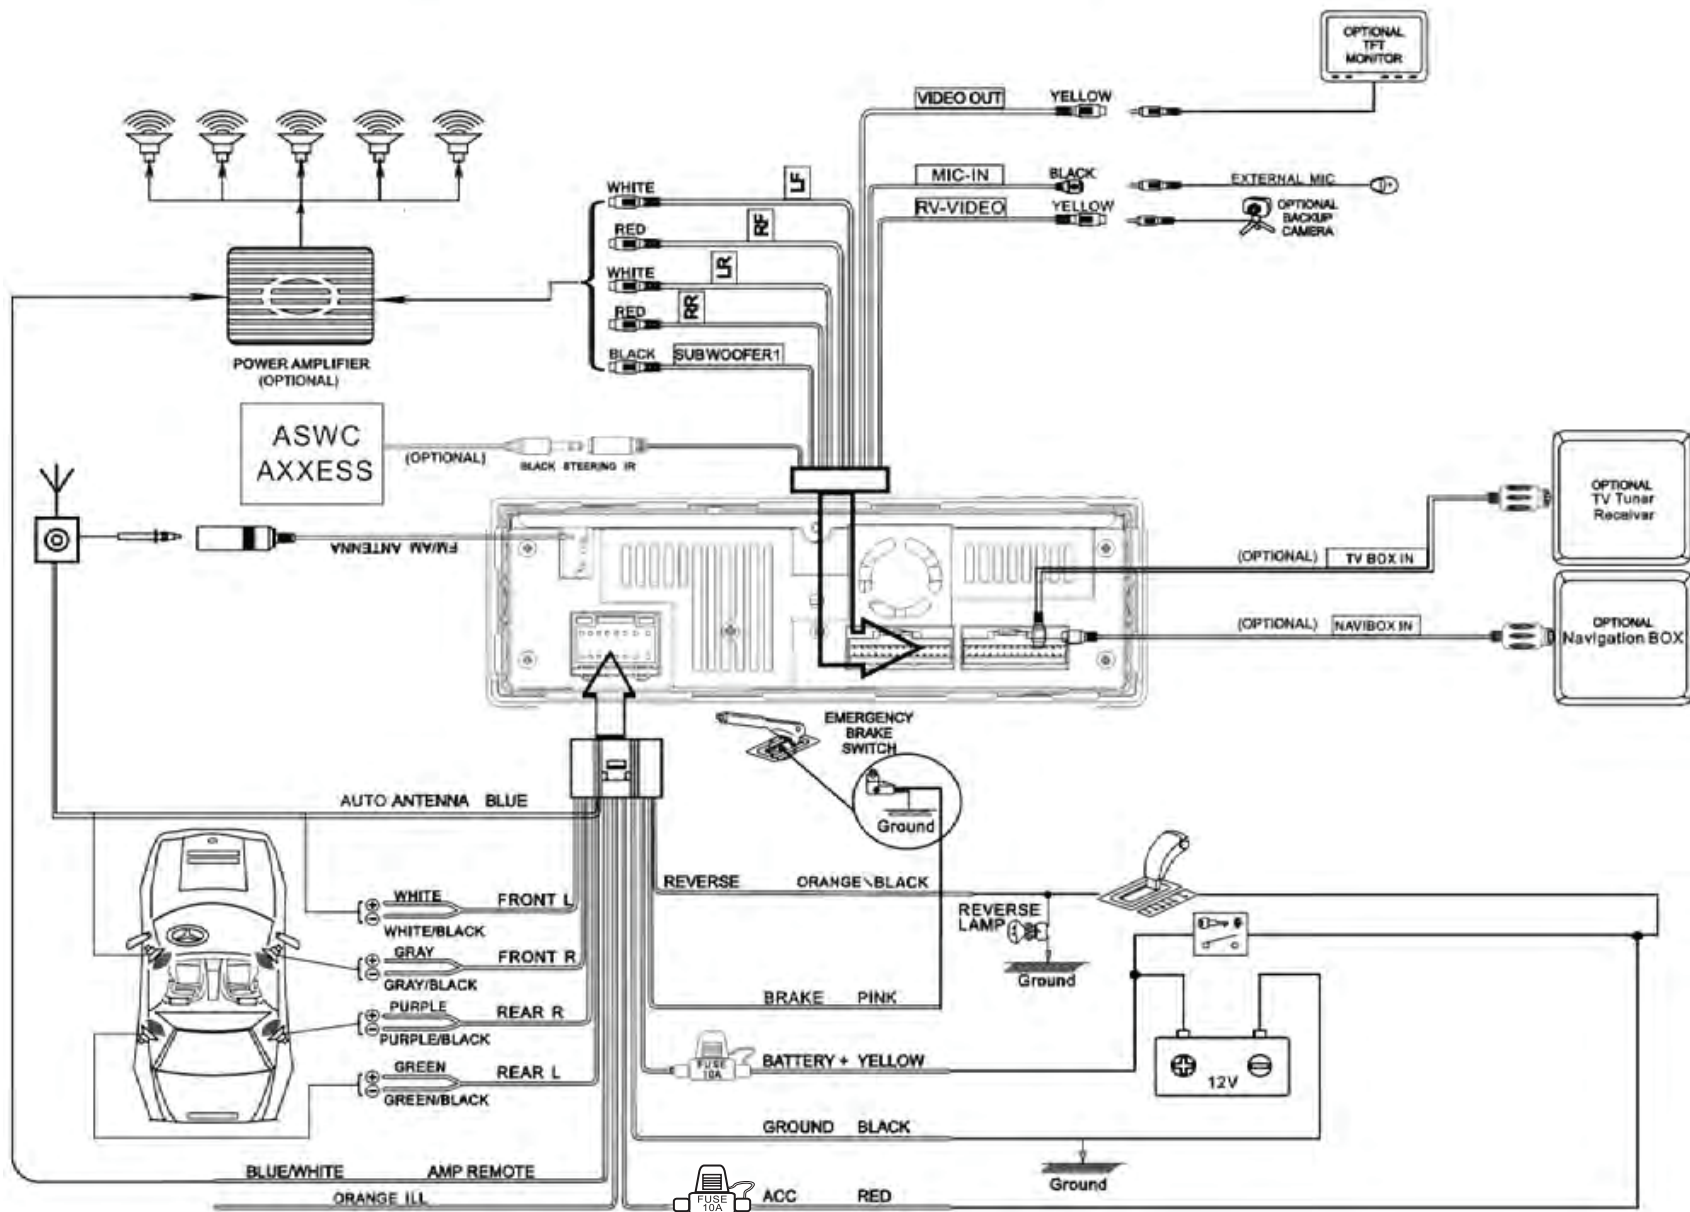 OPTIONAL
TFT
MONITOR
VIDEO OUT
YELLOW
MIC-IN
BLACK
EXTERNAL MIC
RV-VIDEO
YELLOW
OPTIONAL
BACKUP
CAMERA
WHITE
LF
RED
RF
WHITE
LR
RED
RR
BLACK
SUBWOOFER1
POWER AMPLIFIER
(OPTIONAL)
ASWC
AXXESS
(OPTIONAL)
BLACK STEERING IR
FM/AM ANTENNA
OPTIONAL
TV Tuner
Receiver
(OPTIONAL)
TV BOX IN
(OPTIONAL)
NAVIBOX IN
OPTIONAL
Navigation BOX
EMERGENCY
BRAKE
SWITCH
Ground
AUTO ANTENNA BLUE
WHITE
FRONT L
WHITE/BLACK
GRAY
FRONT R
GRAY/BLACK
PURPLE
REAR R
PURPLE/BLACK
GREEN
REAR L
GREEN/BLACK
REVERSE
ORANGE\BLACK
REVERSE
LAMP
Ground
BRAKE PINK
FUSE
10A
BATTERY + YELLOW
12V
GROUND BLACK
Ground
BLUE/WHITE
AMP REMOTE
ORANGE ILL
FUSE
10A
ACC RED